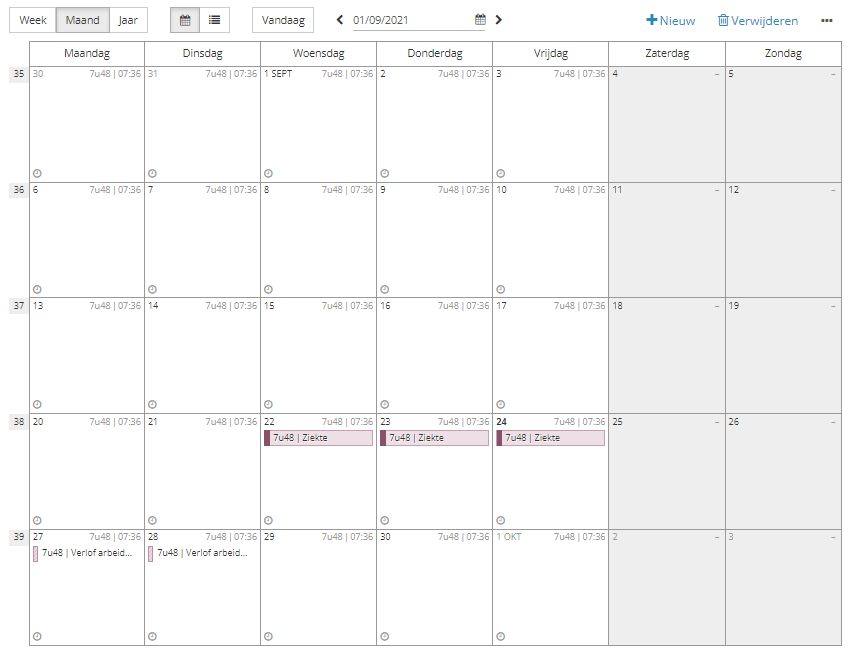 Week Maand Jaar Vandaag 01/09/2021 Nieuw Verwijderen
Maandag Dinsdag Woensdag Donderdag Vrijdag Zaterdag Zondag
35 30 7u48 | 07:36 31 7u48 | 07:36 1 SEPT 7u48 | 07:36 2 7u48 | 07:36 3 7u48 | 07:36 4 – 5 –
36 6 7u48 | 07:36 7 7u48 | 07:36 8 7u48 | 07:36 9 7u48 | 07:36 10 7u48 | 07:36 11 – 12 –
37 13 7u48 | 07:36 14 7u48 | 07:36 15 7u48 | 07:36 16 7u48 | 07:36 17 7u48 | 07:36 18 – 19 –
38 20 7u48 | 07:36 21 7u48 | 07:36 22 7u48 | 07:36 23 7u48 | 07:36 24 7u48 | 07:36 25 – 26 –
7u48 | Ziekte 7u48 | Ziekte 7u48 | Ziekte
39 27 7u48 | 07:36 28 7u48 | 07:36 29 7u48 | 07:36 30 7u48 | 07:36 1 OKT 7u48 | 07:36 2 – 3 –
7u48 | Verlof arbeid... 7u48 | Verlof arbeid...